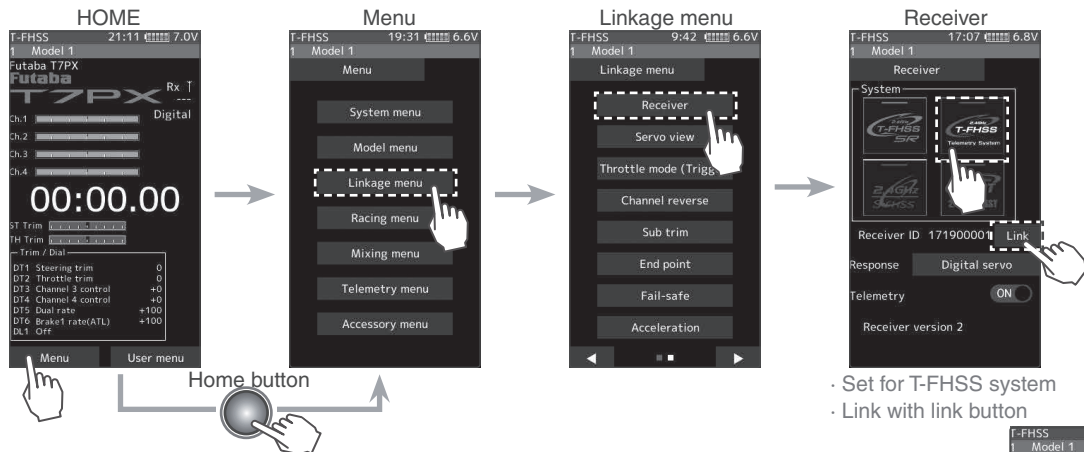 HOME
T-FHSS 21:11 7.0V
1 Model 1
Futaba T7PX
Futaba
T7PX
Rx
---
Digital
Ch.1
Ch.2
Ch.3
Ch.4
00:00.00
ST Trim
TH Trim
Trim / Dial
DT1 Steering trim 0
DT2 Throttle trim 0
DT3 Channel 3 control +0
DT4 Channel 4 control +0
DT5 Dual rate +100
DT6 Brake1 rate(ATL) +100
DL1 Off
Menu User menu
Home button
Menu
T-FHSS 19:31 6.6V
1 Model 1
Menu
System menu
Model menu
Linkage menu
Racing menu
Mixing menu
Telemetry menu
Accessory menu
Linkage menu
T-FHSS 9:42 6.6V
1 Model 1
Linkage menu
Receiver
Servo view
Throttle mode (Trigg
Channel reverse
Sub trim
End point
Fail-safe
Acceleration
Receiver
T-FHSS 17:07 6.8V
1 Model 1
Receiver
System
2.4GHz
T-FHSS
SR
2.4GHz
T-FHSS
Telemetry System
2.4GHz
S-FHSS
Receiver ID 171900001 Link
Response Digital servo
Telemetry ON
Receiver version 2
· Set for T-FHSS system
· Link with link button
T-FHSS
1 Model 1